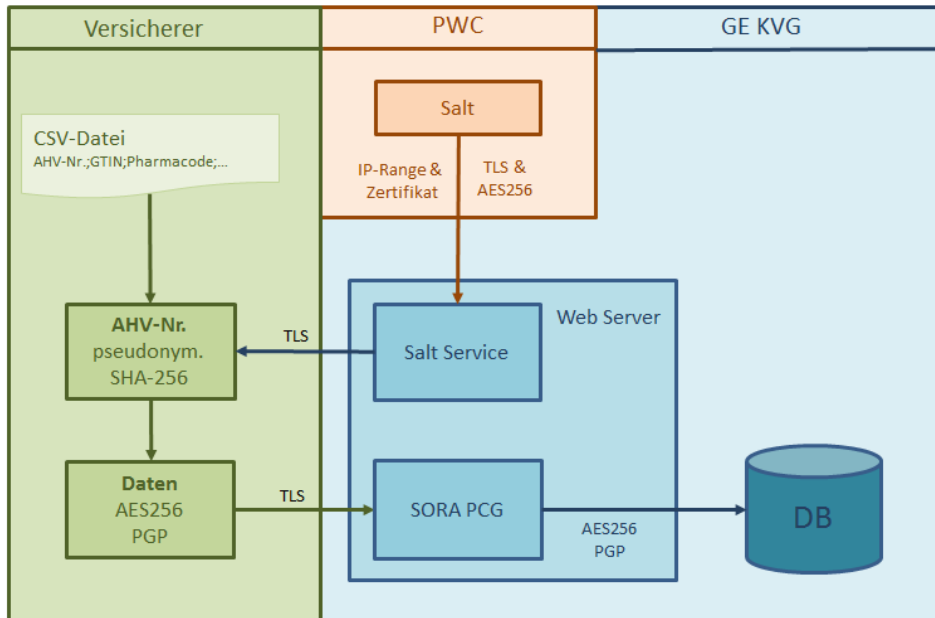 Versicherer
PWC
GE KVG
Salt
CSV-Datei
AHV-Nr.;GTIN;Pharmacode;...
IP-Range &
Zertifikat
TLS &
AES256
AHV-Nr.
pseudonym.
SHA-256
TLS
Salt Service
Web Server
Daten
AES256
PGP
TLS
SORA PCG
AES256
PGP
DB